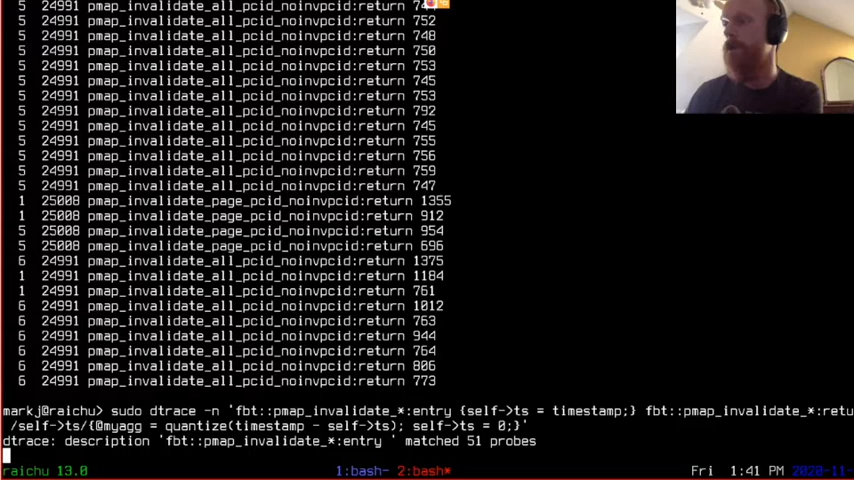 5  24991 pmap_invalidate_all_pcid_noinvpcid:return
5  24991 pmap_invalidate_all_pcid_noinvpcid:return 752
5  24991 pmap_invalidate_all_pcid_noinvpcid:return 748
5  24991 pmap_invalidate_all_pcid_noinvpcid:return 750
5  24991 pmap_invalidate_all_pcid_noinvpcid:return 753
5  24991 pmap_invalidate_all_pcid_noinvpcid:return 745
5  24991 pmap_invalidate_all_pcid_noinvpcid:return 753
5  24991 pmap_invalidate_all_pcid_noinvpcid:return 792
5  24991 pmap_invalidate_all_pcid_noinvpcid:return 745
5  24991 pmap_invalidate_all_pcid_noinvpcid:return 755
5  24991 pmap_invalidate_all_pcid_noinvpcid:return 756
5  24991 pmap_invalidate_all_pcid_noinvpcid:return 759
5  24991 pmap_invalidate_all_pcid_noinvpcid:return 747
1  25008 pmap_invalidate_page_pcid_noinvpcid:return 1355
1  25008 pmap_invalidate_page_pcid_noinvpcid:return 912
5  25008 pmap_invalidate_page_pcid_noinvpcid:return 954
5  25008 pmap_invalidate_page_pcid_noinvpcid:return 696
6  24991 pmap_invalidate_all_pcid_noinvpcid:return 1375
1  24991 pmap_invalidate_all_pcid_noinvpcid:return 1184
1  24991 pmap_invalidate_all_pcid_noinvpcid:return 761
6  24991 pmap_invalidate_all_pcid_noinvpcid:return 1012
6  24991 pmap_invalidate_all_pcid_noinvpcid:return 763
6  24991 pmap_invalidate_all_pcid_noinvpcid:return 944
6  24991 pmap_invalidate_all_pcid_noinvpcid:return 764
6  24991 pmap_invalidate_all_pcid_noinvpcid:return 806
6  24991 pmap_invalidate_all_pcid_noinvpcid:return 773
markj@raichu> sudo dtrace -n 'fbt::pmap_invalidate_*:entry {self->ts = timestamp;} fbt::pmap_invalidate_*:retu
/self->ts/{@myagg = quantize(timestamp - self->ts); self->ts = 0;}'
dtrace: description 'fbt::pmap_invalidate_*:entry ' matched 51 probes
raichu 13.0 1:bash- 2:bash* Fri 1:41 PM 2020-11-